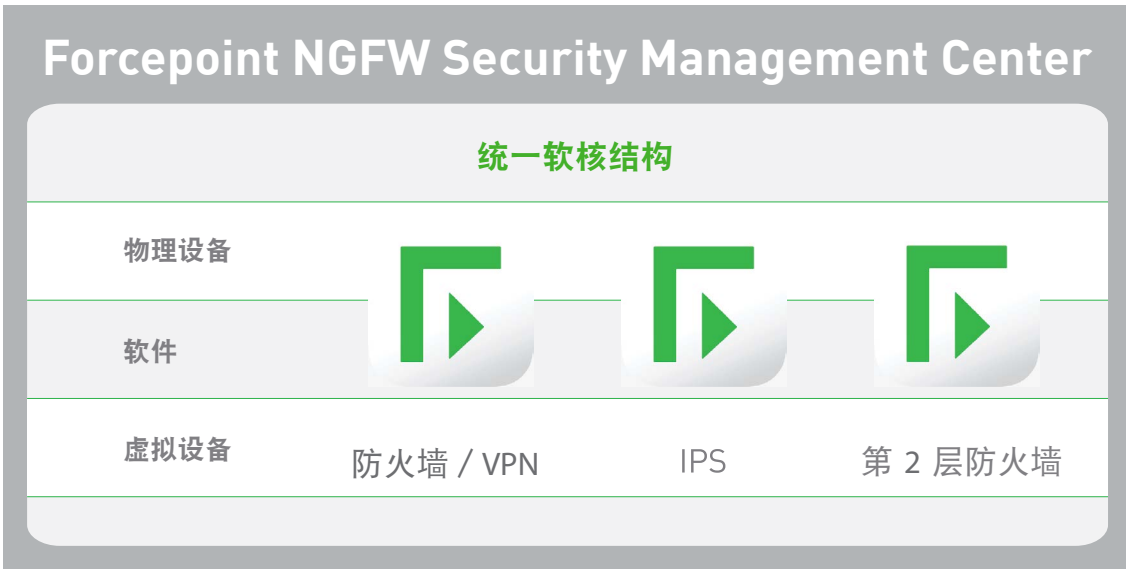 Forcepoint NGFW Security Management Center
统一软核结构
物理设备
软件
虚拟设备
防火墙 / VPN
IPS
第 2 层防火墙